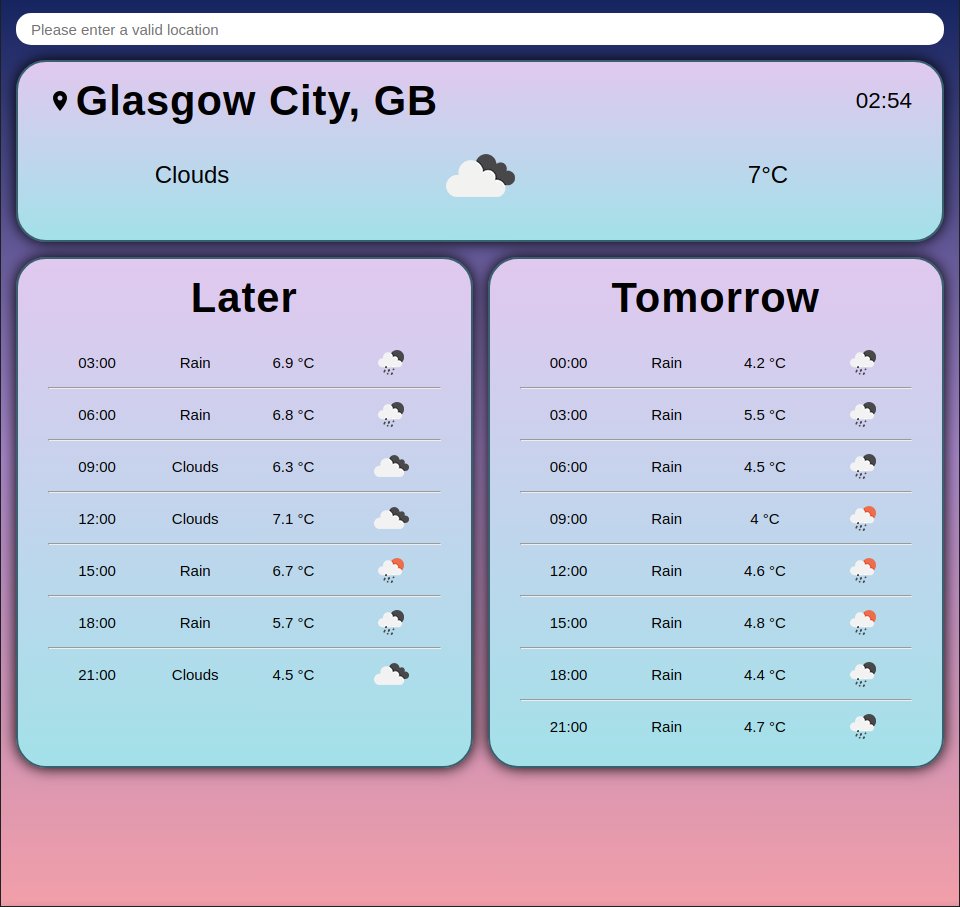 Please enter a valid location
Glasgow City, GB
02:54
Clouds
7°C
Later
03:00 Rain 6.9 °C
06:00 Rain 6.8 °C
09:00 Clouds 6.3 °C
12:00 Clouds 7.1 °C
15:00 Rain 6.7 °C
18:00 Rain 5.7 °C
21:00 Clouds 4.5 °C
Tomorrow
00:00 Rain 4.2 °C
03:00 Rain 5.5 °C
06:00 Rain 4.5 °C
09:00 Rain 4 °C
12:00 Rain 4.6 °C
15:00 Rain 4.8 °C
18:00 Rain 4.4 °C
21:00 Rain 4.7 °C